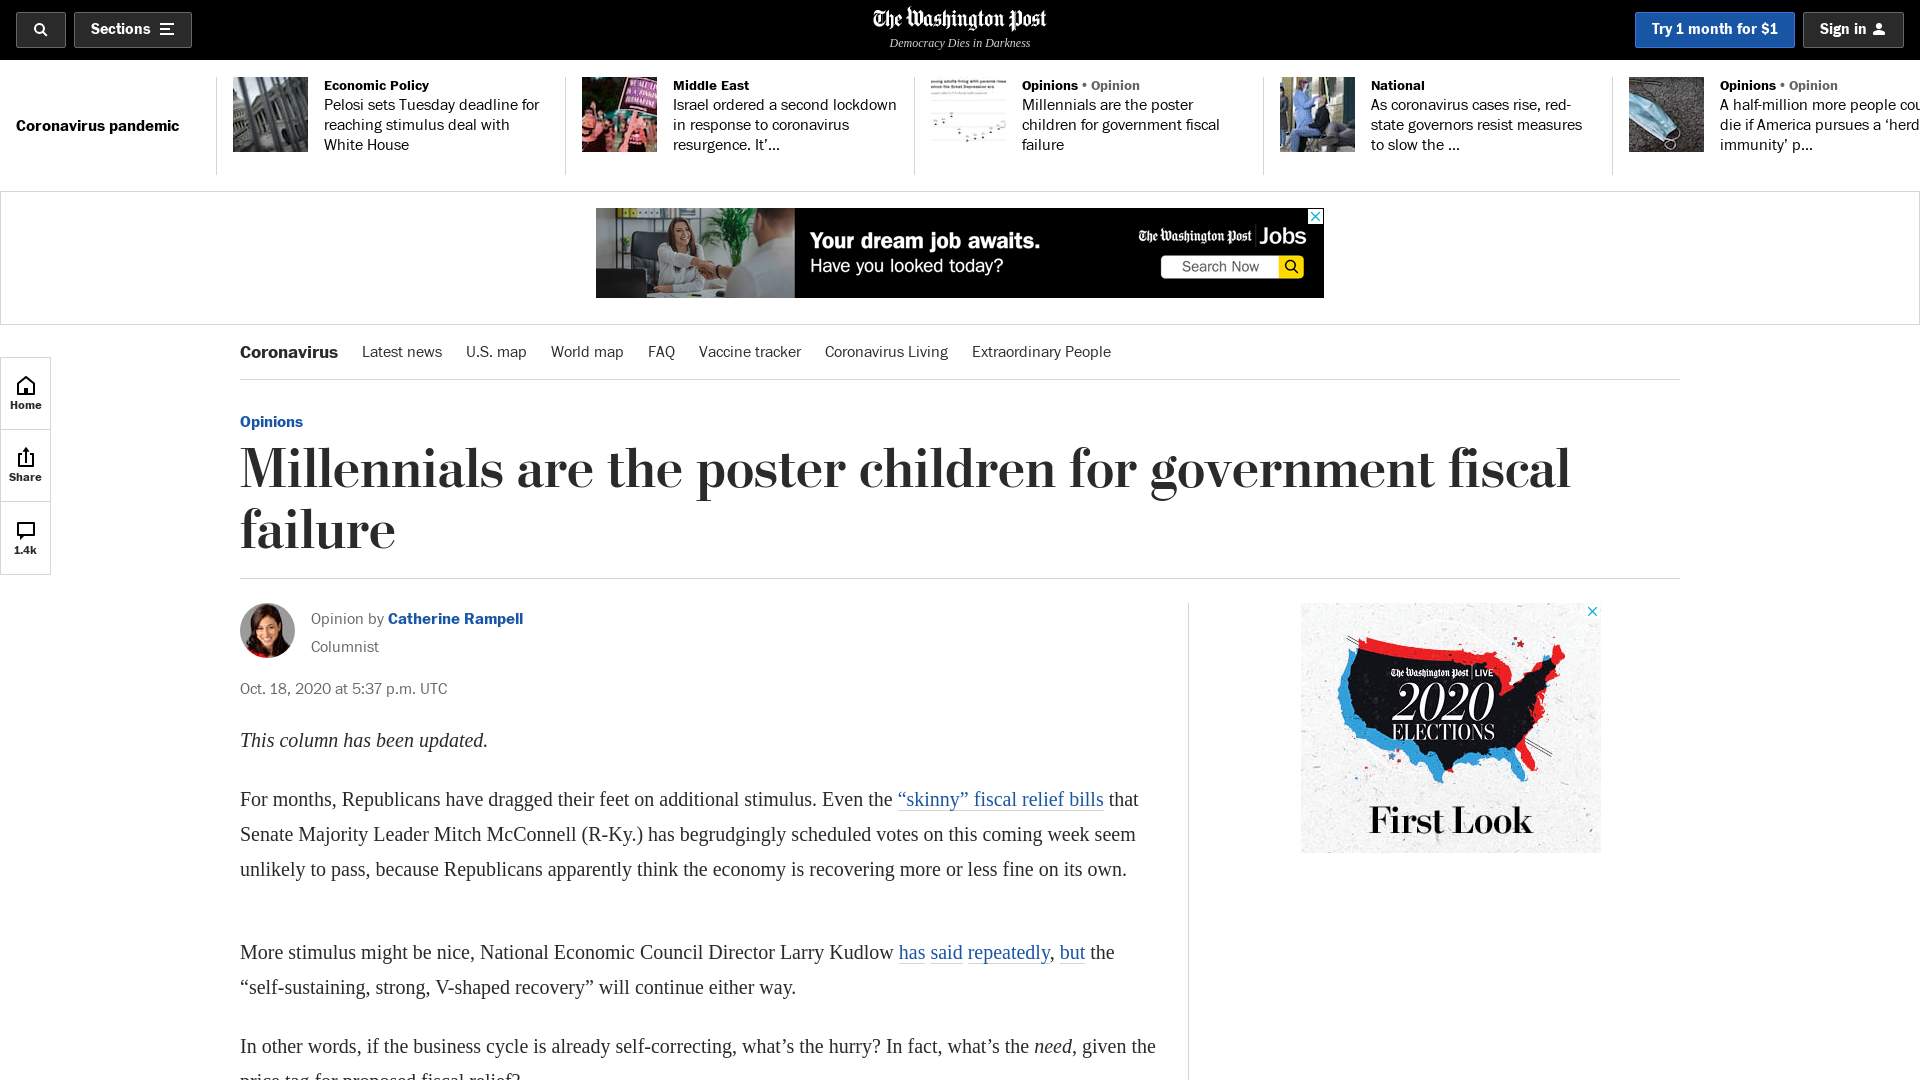 Sections
The Washington Post
Democracy Dies in Darkness
Try 1 month for $1
Sign in
Coronavirus pandemic
Economic Policy
Pelosi sets Tuesday deadline for
reaching stimulus deal with
White House
Middle East
Israel ordered a second lockdown
in response to coronavirus
resurgence. It’s...
Opinions • Opinion
Millennials are the poster
children for government fiscal
failure
National
As coronavirus cases rise, red-
state governors resist measures
to slow the ...
Opinions • Opinion
A half-million more people cou
die if America pursues a ‘herd
immunity’ p...
Your dream job awaits.
Have you looked today?
The Washington Post Jobs
Search Now
Coronavirus
Latest news
U.S. map
World map
FAQ
Vaccine tracker
Coronavirus Living
Extraordinary People
Home
Share
1.4k
Opinions
Millennials are the poster children for government fiscal
failure
Opinion by Catherine Rampell
Columnist
Oct. 18, 2020 at 5:37 p.m. UTC
This column has been updated.
For months, Republicans have dragged their feet on additional stimulus. Even the “skinny” fiscal relief bills that
Senate Majority Leader Mitch McConnell (R-Ky.) has begrudgingly scheduled votes on this coming week seem
unlikely to pass, because Republicans apparently think the economy is recovering more or less fine on its own.
More stimulus might be nice, National Economic Council Director Larry Kudlow has said repeatedly, but the
“self-sustaining, strong, V-shaped recovery” will continue either way.
In other words, if the business cycle is already self-correcting, what’s the hurry? In fact, what’s the need, given the
price tag for proposed fiscal relief?
The Washington Post LIVE
2020
ELECTIONS
First Look